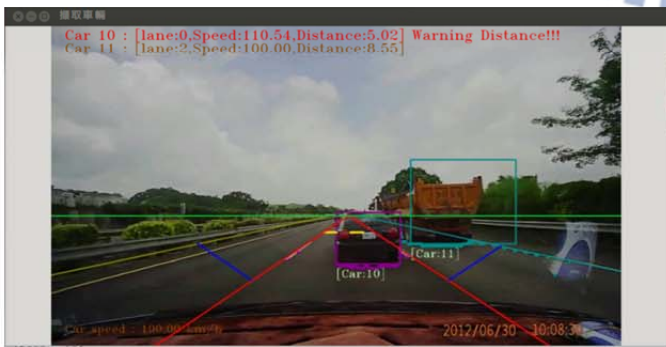 擷取車輛
Car 10 : [lane:0,Speed:110.54,Distance:5.02] Warning Distance!!!
Car 11 : [lane:2,Speed:100.00,Distance:8.55]
[Car:11]
[Car:10]
Car speed : 100.00 km/h
2012/06/30 10:08:3